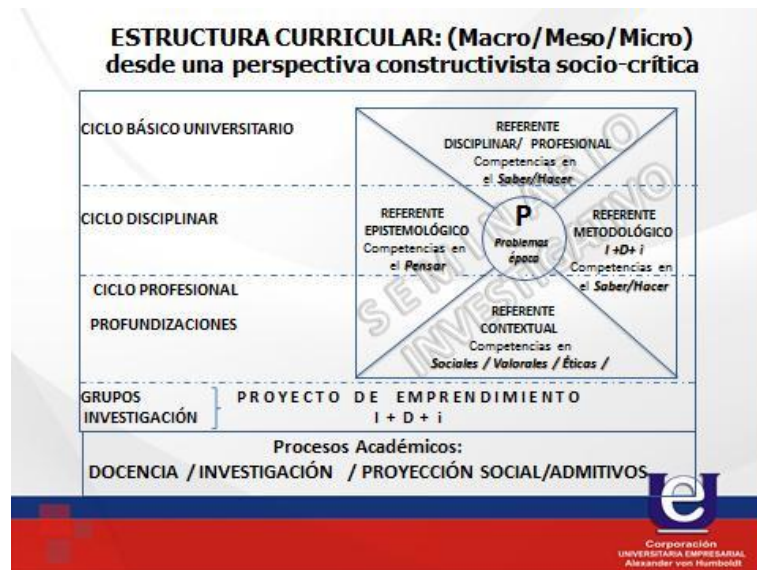 ESTRUCTURA CURRICULAR: (Macro/Meso/Micro)
desde una perspectiva constructivista socio-crítica
CICLO BÁSICO UNIVERSITARIO
REFERENTE
DISCIPLINAR/ PROFESIONAL
Competencias en
el Saber/Hacer
CICLO DISCIPLINAR
REFERENTE
EPISTEMOLÓGICO
Competencias en
el Pensar
P
Problemas
época
REFERENTE
METODOLÓGICO
I +D+ i
Competencias en
el Saber/Hacer
CICLO PROFESIONAL
PROFUNDIZACIONES
REFERENTE
CONTEXTUAL
Competencias en
Sociales / Valorales / Éticas /
SEMINARIO
INVESTIGATIVO
GRUPOS
INVESTIGACIÓN
PROYECTO DE EMPRENDIMIENTO
I + D + i
Procesos Académicos:
DOCENCIA / INVESTIGACIÓN / PROYECCIÓN SOCIAL/ADMITIVOS
ue
Corporación
UNIVERSITARIA EMPRESARIAL
Alexander von Humboldt